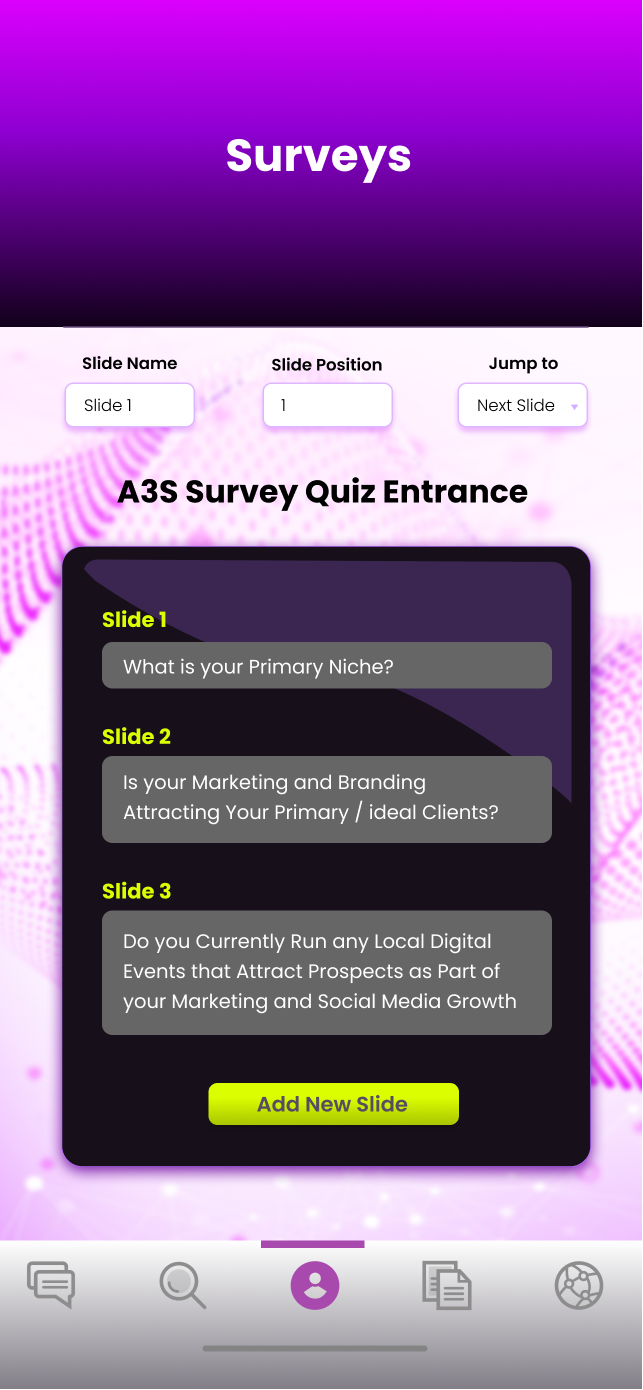 Surveys
Slide Name
Slide Position
Jump to
Slide 1
1
Next Slide
A3S Survey Quiz Entrance
Slide 1
What is your Primary Niche?
Slide 2
Is your Marketing and Branding
Attracting Your Primary / ideal Clients?
Slide 3
Do you Currently Run any Local Digital
Events that Attract Prospects as Part of
your Marketing and Social Media Growth
Add New Slide